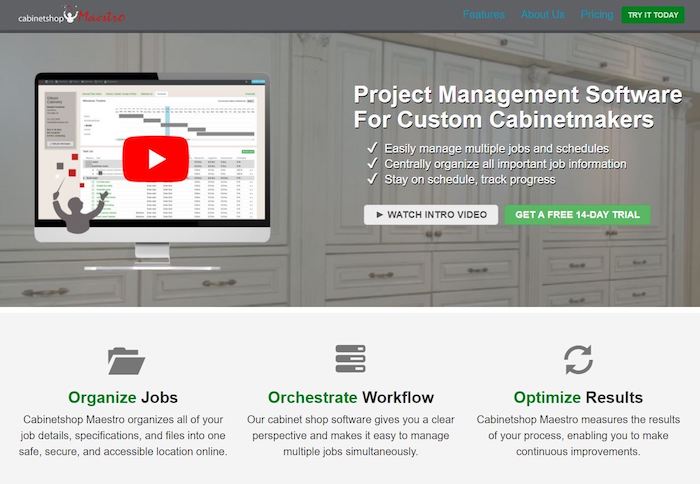 cabinetshop Maestro
Features About Us Pricing TRY IT TODAY
Project Management Software
For Custom Cabinetmakers
Easily manage multiple jobs and schedules
Centrally organize all important job information
Stay on schedule, track progress
WATCH INTRO VIDEO GET A FREE 14-DAY TRIAL
Organize Jobs
Cabinetshop Maestro organizes all of your
job details, specifications, and files into one
safe, secure, and accessible location online.
Orchestrate Workflow
Our cabinet shop software gives you a clear
perspective and makes it easy to manage
multiple jobs simultaneously.
Optimize Results
Cabinetshop Maestro measures the results
of your process, enabling you to make
continuous improvements.